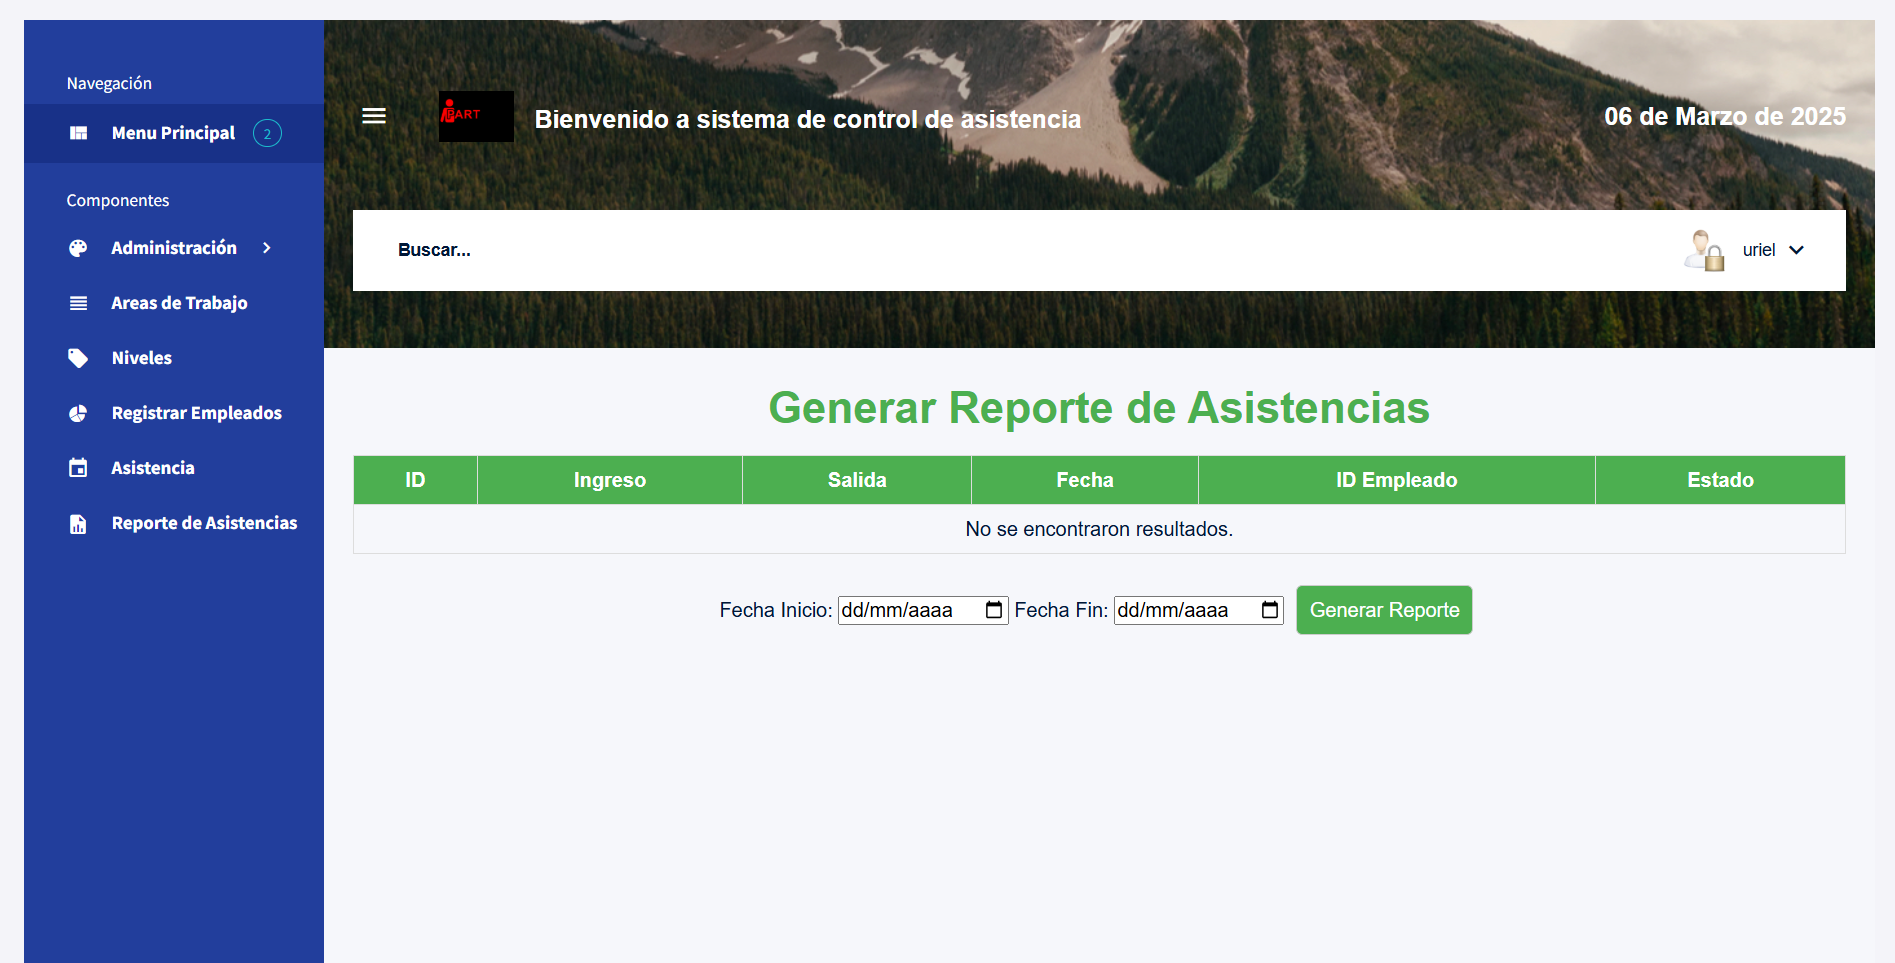 Navegación
Menu Principal 2
Componentes
Administración
Areas de Trabajo
Niveles
Registrar Empleados
Asistencia
Reporte de Asistencias
PART
Bienvenido a sistema de control de asistencia
06 de Marzo de 2025
Buscar...
uriel
Generar Reporte de Asistencias
ID Ingreso Salida Fecha ID Empleado Estado
No se encontraron resultados.
Fecha Inicio: dd/mm/aaaa Fecha Fin: dd/mm/aaaa Generar Reporte